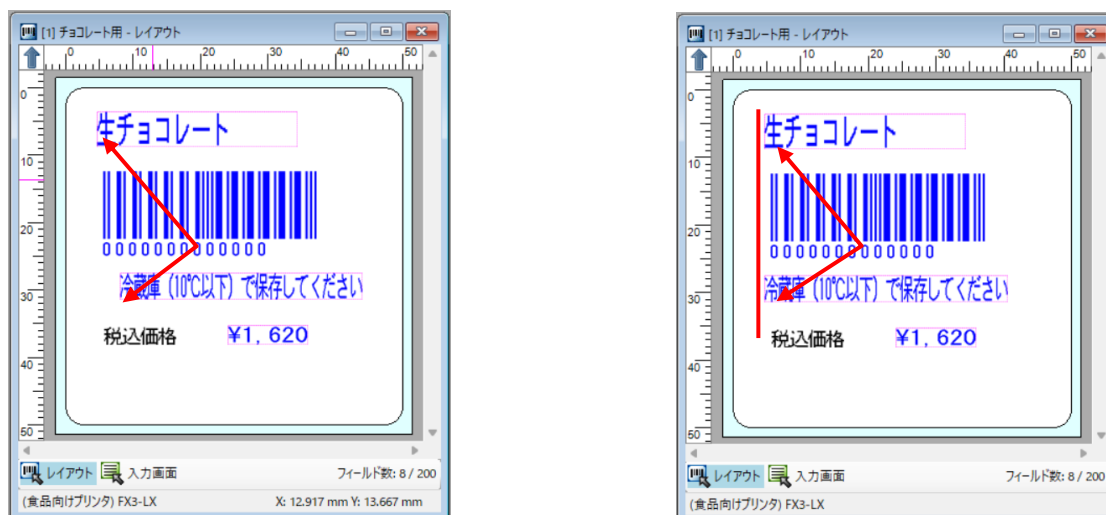 [1] チョコレート用 - レイアウト
0 10 20 30 40 50
0
生チョコレート
10
20
0000000000000
冷蔵庫（10℃以下）で保存してください
30
税込価格 ¥1,620
40
50
レイアウト 入力画面 フィールド数: 8 / 200
(食品向けプリンタ) FX3-LX X: 12.917 mm Y: 13.667 mm
[1] チョコレート用 - レイアウト
0 10 20 30 40 50
0
生チョコレート
10
20
0000000000000
冷蔵庫（10℃以下）で保存してください
30
税込価格 ¥1,620
40
50
レイアウト 入力画面 フィールド数: 8 / 200
(食品向けプリンタ) FX3-LX